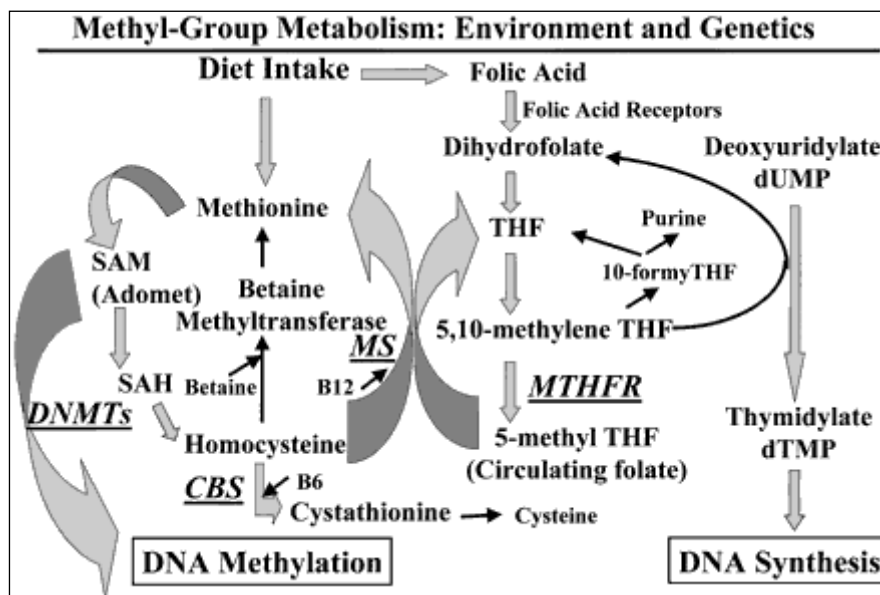 Methyl-Group Metabolism: Environment and Genetics
Diet Intake
Folic Acid
Folic Acid Receptors
Dihydrofolate
Deoxyuridylate
dUMP
Methionine
THF
Purine
10-formyTHF
SAM
(Adomet)
Betaine
Methyltransferase
5,10-methylene THF
MS
SAH
Betaine
B12
MTHFR
DNMTs
Homocysteine
5-methyl THF
(Circulating folate)
Thymidylate
dTMP
CBS
B6
Cystathionine
Cysteine
DNA Methylation
DNA Synthesis